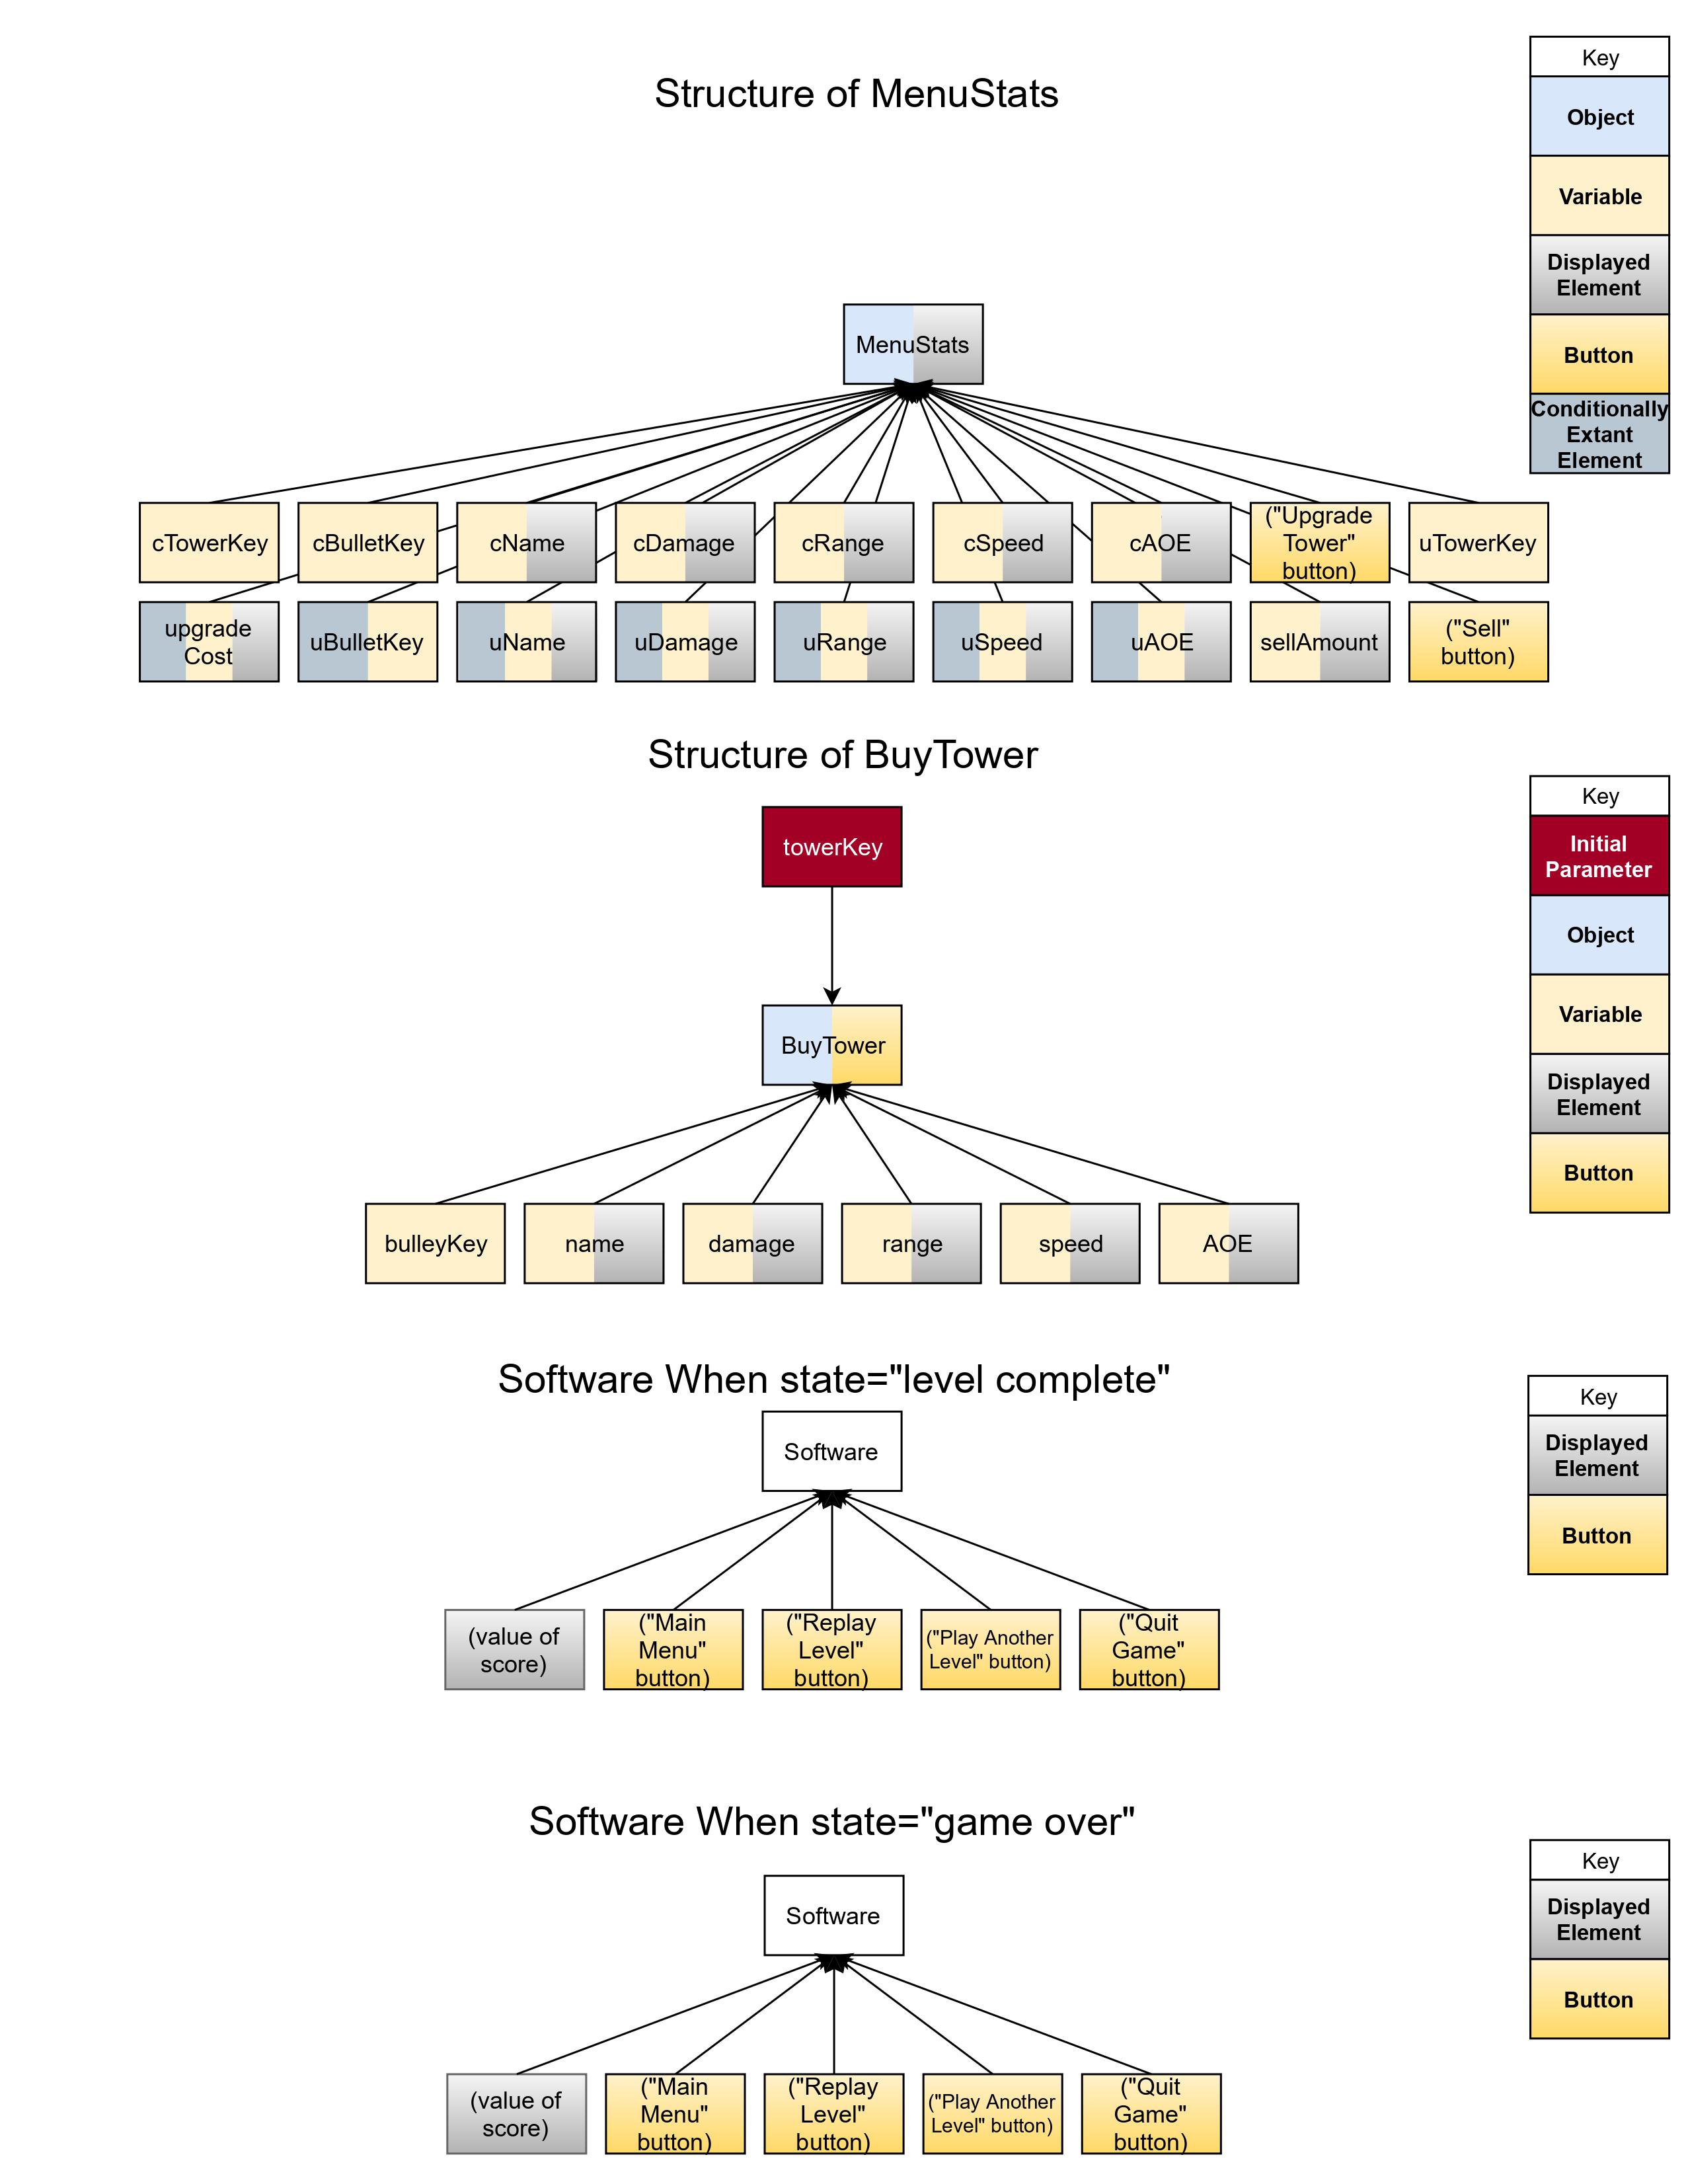 Structure of MenuStats
Key
Object
Variable
Displayed
Element
Button
Conditionally
Extant
Element
MenuStats
cTowerKey
cBulletKey
cName
cDamage
cRange
cSpeed
cAOE
("Upgrade
Tower"
button)
uTowerKey
upgrade
Cost
uBulletKey
uName
uDamage
uRange
uSpeed
uAOE
sellAmount
("Sell"
button)
Structure of BuyTower
Key
Initial
Parameter
Object
Variable
Displayed
Element
Button
towerKey
BuyTower
bulleyKey
name
damage
range
speed
AOE
Software When state="level complete"
Key
Displayed
Element
Button
Software
(value of
score)
("Main
Menu"
button)
("Replay
Level"
button)
("Play Another
Level" button)
("Quit
Game"
button)
Software When state="game over"
Key
Displayed
Element
Button
Software
(value of
score)
("Main
Menu"
button)
("Replay
Level"
button)
("Play Another
Level" button)
("Quit
Game"
button)